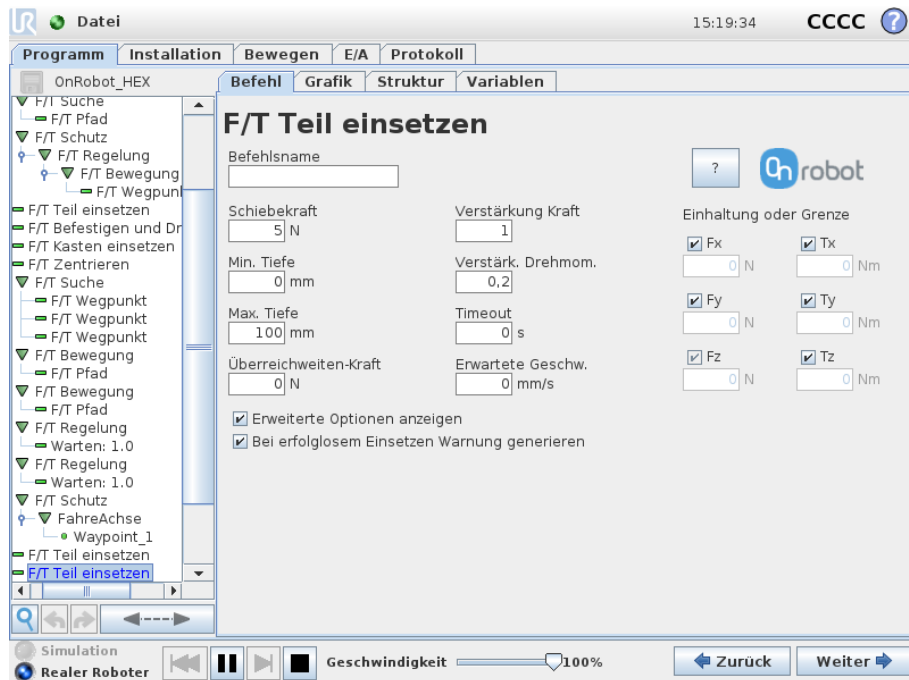 Datei
15:19:34
CCCC
?
Programm
Installation
Bewegen
E/A
Protokoll
OnRobot_HEX
F/T Suche
F/T Pfad
F/T Schutz
F/T Regelung
F/T Bewegung
F/T Wegpunl
F/T Teil einsetzen
F/T Befestigen und Dr
F/T Kasten einsetzen
F/T Zentrieren
F/T Suche
F/T Wegpunkt
F/T Wegpunkt
F/T Wegpunkt
F/T Bewegung
F/T Pfad
F/T Bewegung
F/T Pfad
F/T Regelung
Warten: 1.0
F/T Regelung
Warten: 1.0
F/T Schutz
FahreAchse
Waypoint_1
F/T Teil einsetzen
F/T Teil einsetzen
Befehl
Grafik
Struktur
Variablen
F/T Teil einsetzen
Befehlsname
?
On robot
Schiebekraft
5 N
Verstärkung Kraft
1
Min. Tiefe
0 mm
Verstärk. Drehmom.
0,2
Max. Tiefe
100 mm
Timeout
0 s
Überreichweiten-Kraft
0 N
Erwartete Geschw.
0 mm/s
Einhaltung oder Grenze
Fx
Tx
0 N
0 Nm
Fy
Ty
0 N
0 Nm
Fz
Tz
0 N
0 Nm
Erweiterte Optionen anzeigen
Bei erfolglosem Einsetzen Warnung generieren
Simulation
Realer Roboter
Geschwindigkeit
100%
Zurück
Weiter